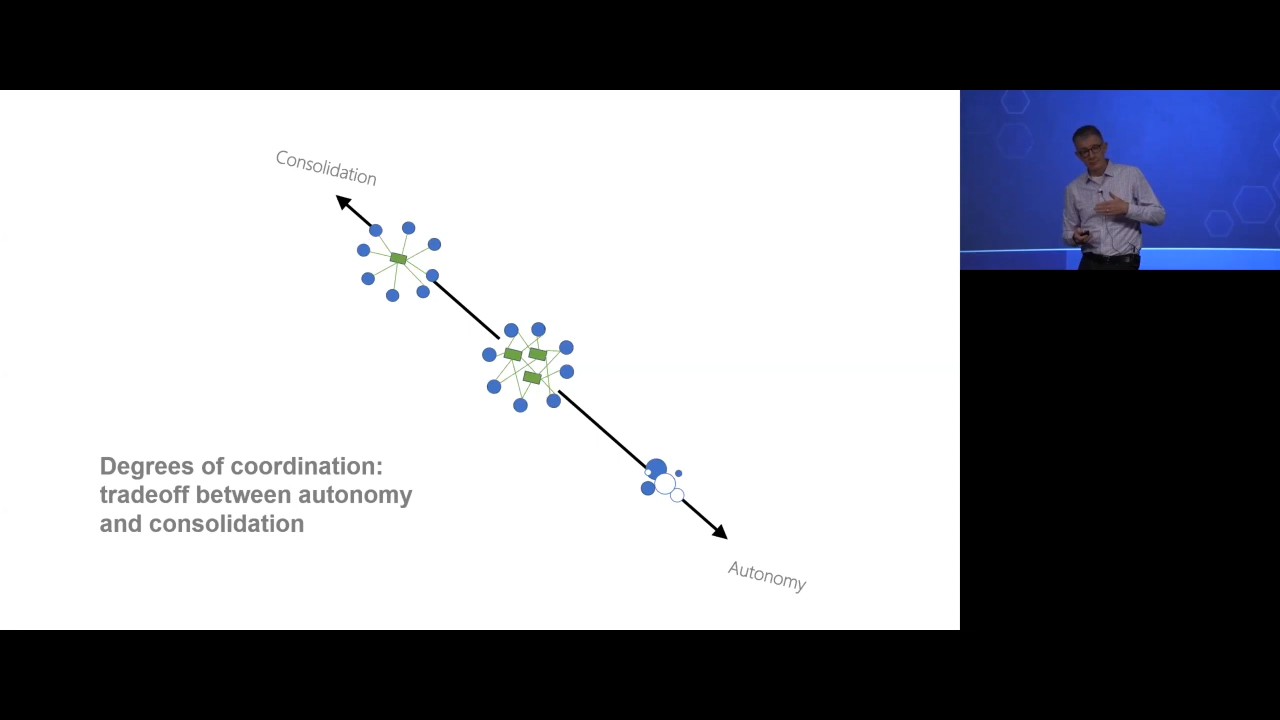 Consolidation
Degrees of coordination:
tradeoff between autonomy
and consolidation
Autonomy